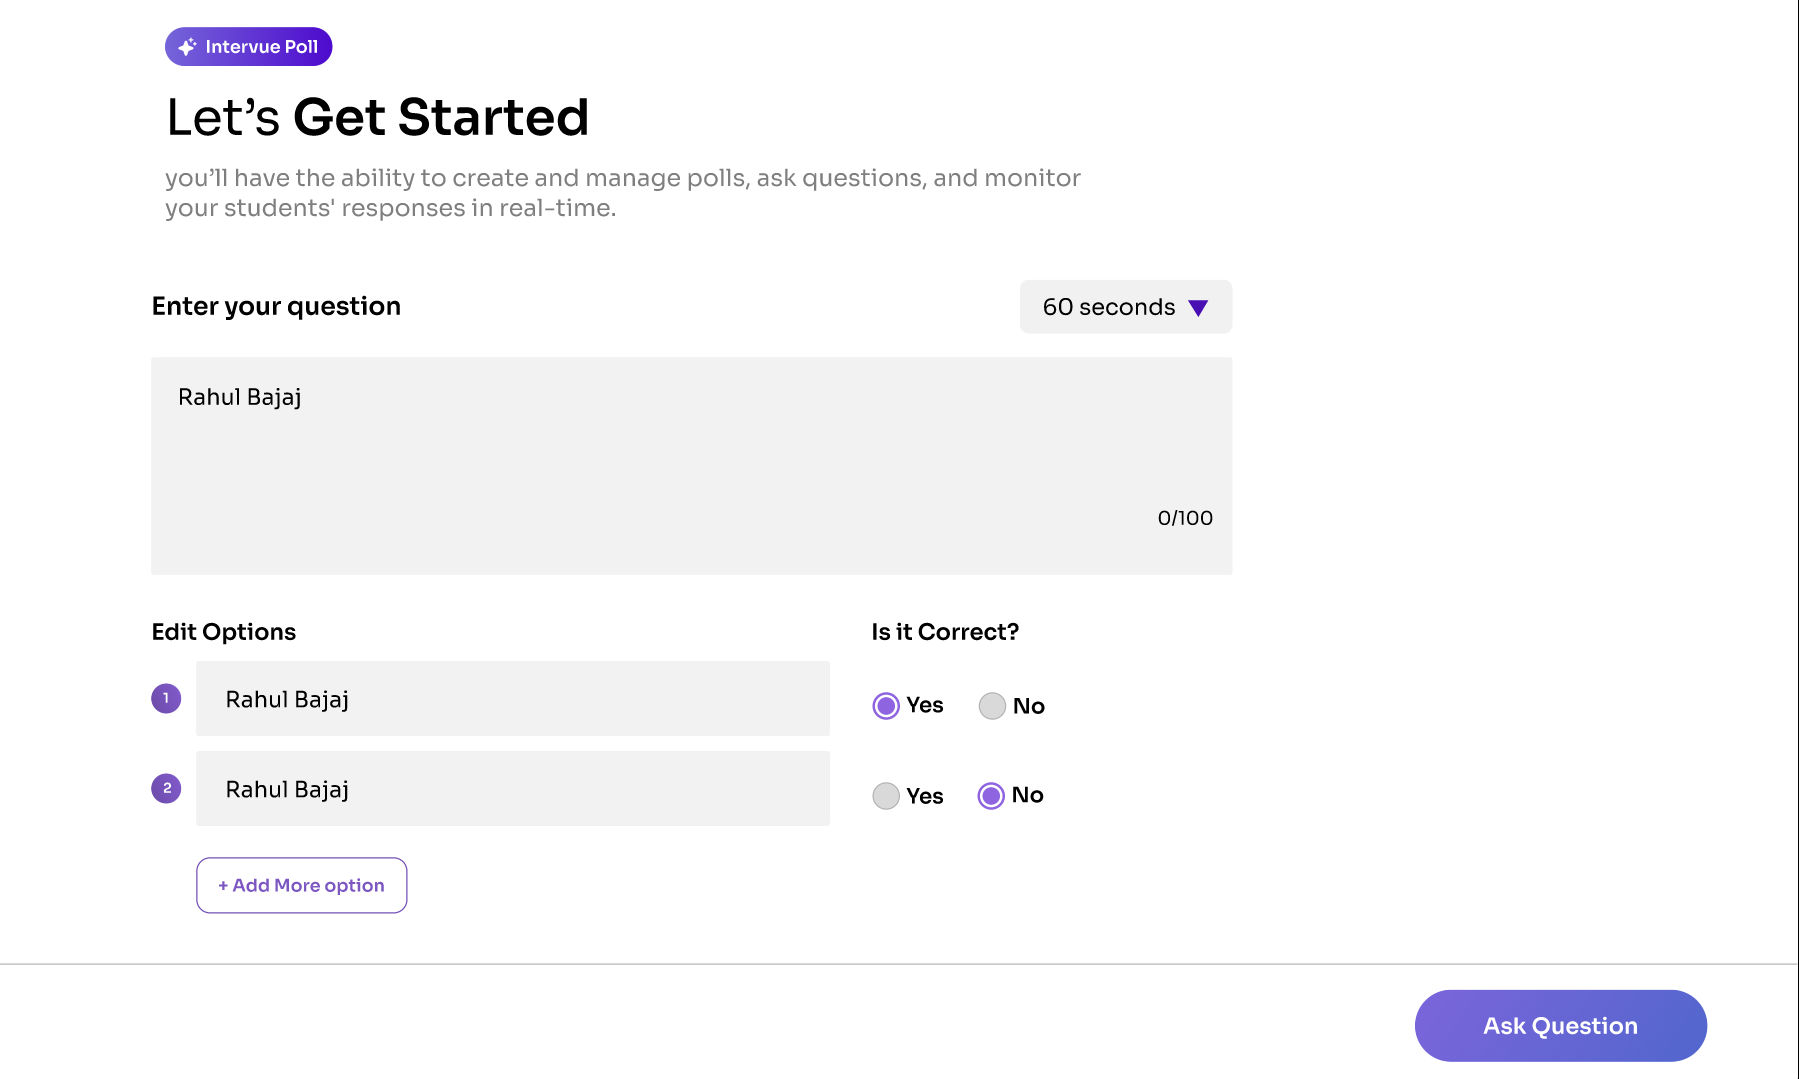 Intervue Poll
Let’s Get Started
you’ll have the ability to create and manage polls, ask questions, and monitor
your students' responses in real-time.
Enter your question
60 seconds
Rahul Bajaj
0/100
Edit Options
Is it Correct?
1
Rahul Bajaj
Yes
No
2
Rahul Bajaj
Yes
No
+ Add More option
Ask Question